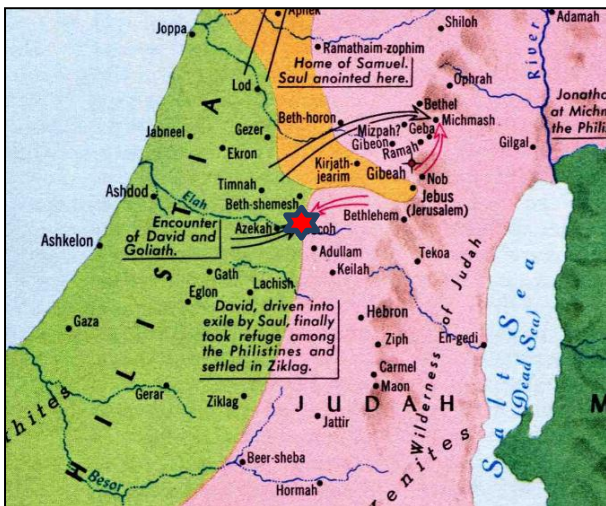 Aphek
Joppa
Shiloh
Adamah
River
Ramathaim-zophim
Home of Samuel.
Saul anointed here.
Lod
Ophrah
Bethel
Michmash
Beth-horon
Mizpah?
Geba
Gibeon
Ramah
Jabneel
Gezer
Ekron
Gilgal
Kirjath-
jearim
Gibeah
Nob
Jebus
(Jerusalem)
Timnah
Beth-shemesh
Ashdod
Elah
Bethlehem
Azekah
Encounter
of David and
Goliath.
Ashkelon
Adullam
Tekoa
Keilah
Gath
Lachish
Eglon
David, driven into
exile by Saul, finally
took refuge among
the Philistines and
settled in Ziklag.
Gaza
Hebron
En-gedi
Ziph
Carmel
Maon
Gerar
Ziklag
JUDAH
Jattir
Wilderness of Judah
Salt Sea
(Dead Sea)
Beer-sheba
Besor
Hormah
Kenites
at Michm
the Phili